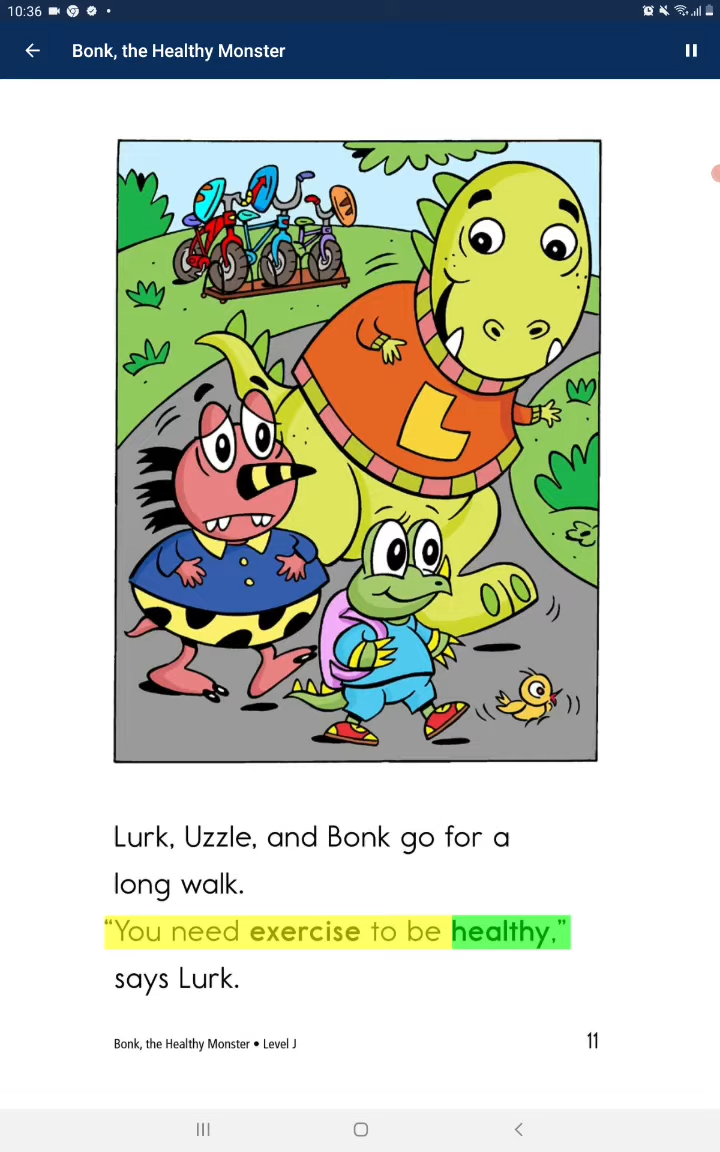 10:36
Bonk, the Healthy Monster
L
Lurk, Uzzle, and Bonk go for a
long walk.
“You need exercise to be healthy,”
says Lurk.
Bonk, the Healthy Monster • Level J
11